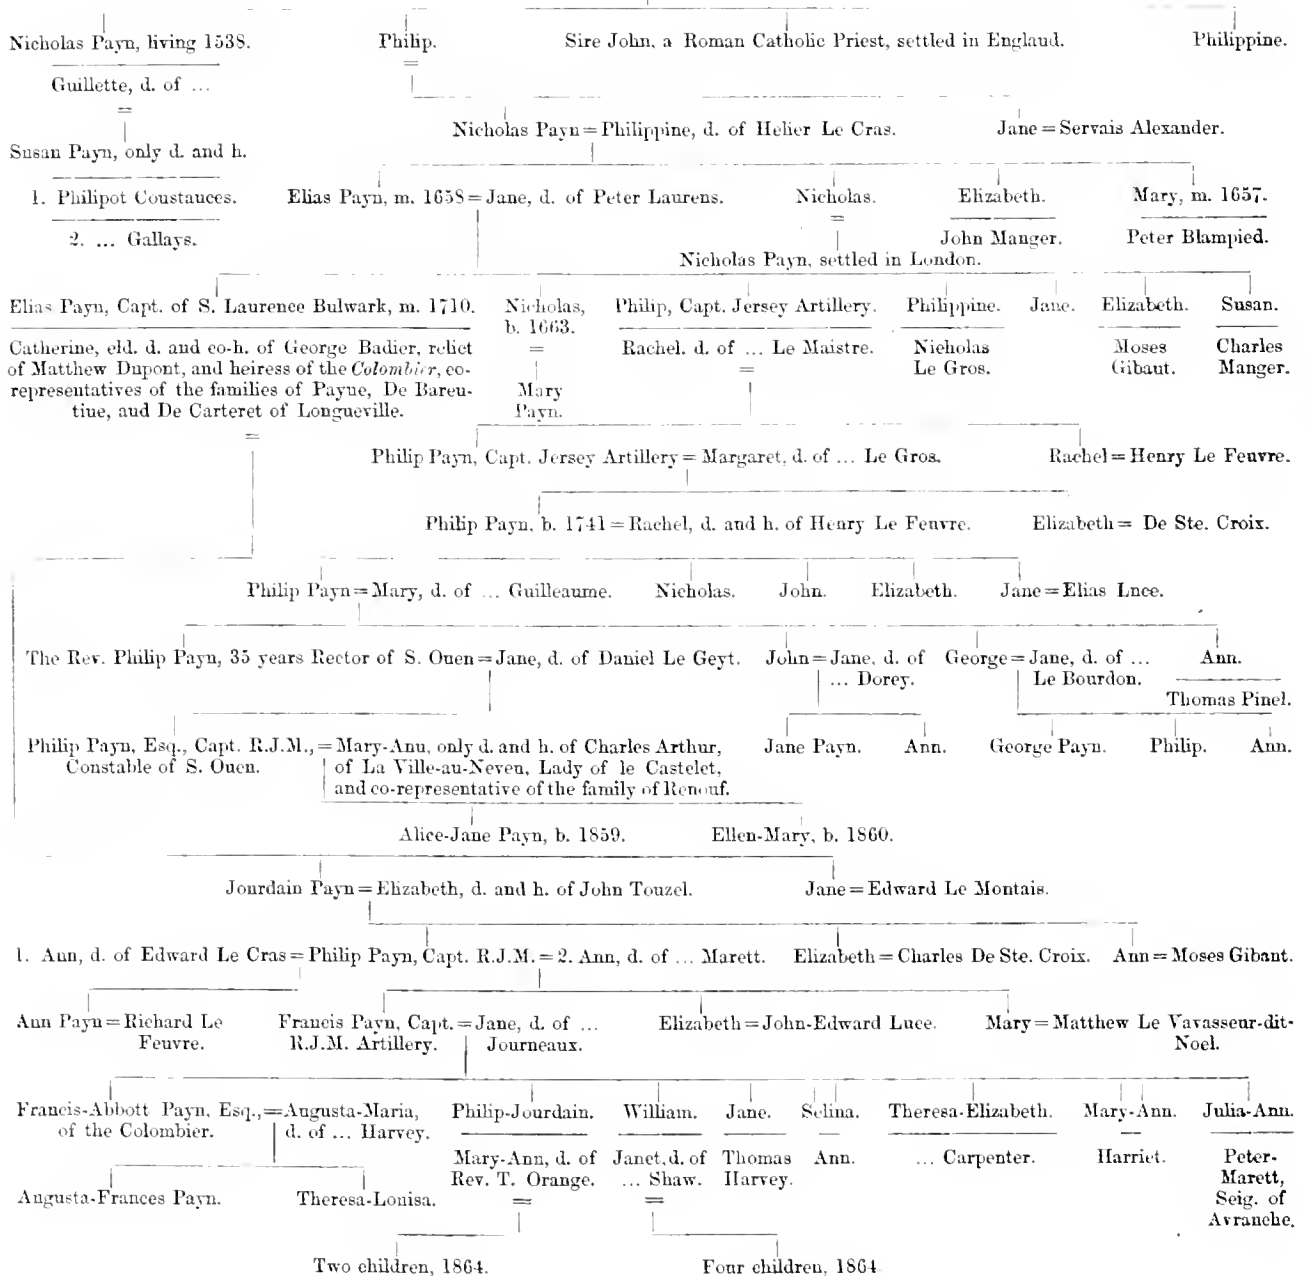 Nicholas Payn, living 1538. Philip. Sire John, a Roman Catholic Priest, settled in England. Philippine.
Guillette, d. of ...
=
Nicholas Payn = Philippine, d. of Helier Le Cras. Jane = Servais Alexander.
Susan Payn, only d. and h.
1. Philipot Coustances. Elias Payn, m. 1658 = Jane, d. of Peter Laurens. Nicholas. Elizabeth. Mary, m. 1657.
=
2. ... Gallays. John Manger. Peter Blampied.
Nicholas Payn, settled in London.
Elias Payn, Capt. of S. Laurence Bulwark, m. 1710. Nicholas, Philip, Capt. Jersey Artillery. Philippine. Jane. Elizabeth. Susan.
b. 1663.
Catherine, eld. d. and co-h. of George Badier, relict = Rachel. d. of ... Le Maistre. Nicholas Moses Charles
of Matthew Dupont, and heiress of the Colombier, co- = Le Gros. Gibaut. Manger.
representatives of the families of Payne, De Baren- Mary
tine, and De Carteret of Longueville. Payn.
=
Philip Payn, Capt. Jersey Artillery = Margaret, d. of ... Le Gros. Rachel = Henry Le Feuvre.
Philip Payn, b. 1741 = Rachel, d. and h. of Henry Le Feuvre. Elizabeth = De Ste. Croix.
Philip Payn = Mary, d. of ... Guilleaume. Nicholas. John. Elizabeth. Jane = Elias Luce.
The Rev. Philip Payn, 35 years Rector of S. Ouen = Jane, d. of Daniel Le Geyt. John = Jane, d. of George = Jane, d. of ... Ann.
... Dorey. Le Bourdon.
Thomas Pinel.
Philip Payn, Esq., Capt. R.J.M., = Mary-Ann, only d. and h. of Charles Arthur, Jane Payn. Ann. George Payn. Philip. Ann.
Constable of S. Ouen. of La Ville-au-Neven, Lady of le Castelet,
and co-representative of the family of Renouf.
Alice-Jane Payn, b. 1859. Ellen-Mary, b. 1860.
Jourdain Payn = Elizabeth, d. and h. of John Touzel. Jane = Edward Le Montais.
1. Ann, d. of Edward Le Cras = Philip Payn, Capt. R.J.M. = 2. Ann, d. of ... Marett. Elizabeth = Charles De Ste. Croix. Ann = Moses Gibaut.
Ann Payn = Richard Le Francis Payn, Capt. = Jane, d. of ... Elizabeth = John-Edward Luce. Mary = Matthew Le Vavasseur-dit-
Feuvre. R.J.M. Artillery. Journeaux. Noel.
Francis-Abbott Payn, Esq., = Augusta-Maria, Philip-Jourdain. William. Jane. Selina. Theresa-Elizabeth. Mary-Ann. Julia-Ann.
of the Colombier. d. of ... Harvey.
Mary-Ann, d. of Janet, d. of Thomas Ann. ... Carpenter. Harriet. Peter-
Rev. T. Orange. ... Shaw. Harvey. Marett,
Augusta-Frances Payn. Theresa-Louisa. = = Seig. of
Avranche.
Two children, 1864. Four children, 1864